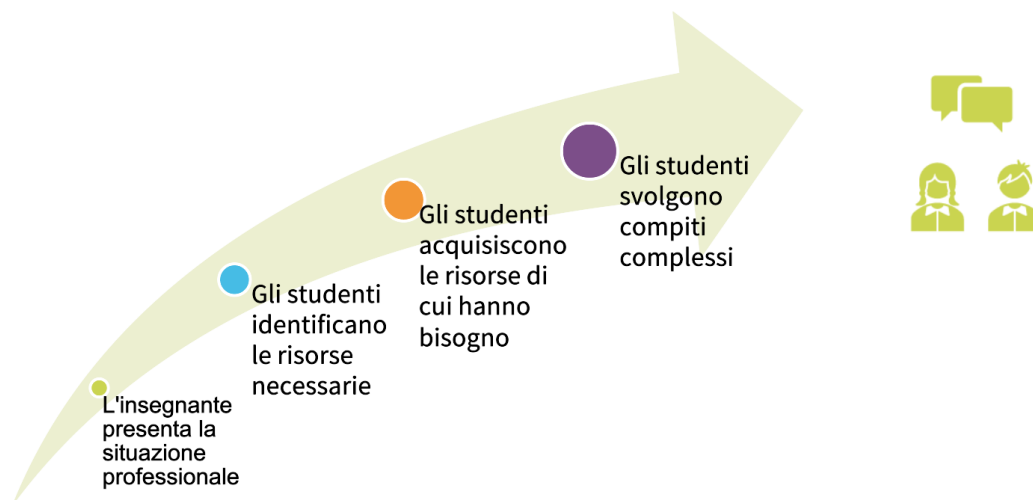 L'insegnante
presenta la
situazione
professionale
Gli studenti
identificano
le risorse
necessarie
Gli studenti
acquisiscono
le risorse di
cui hanno
bisogno
Gli studenti
svolgono
compiti
complessi